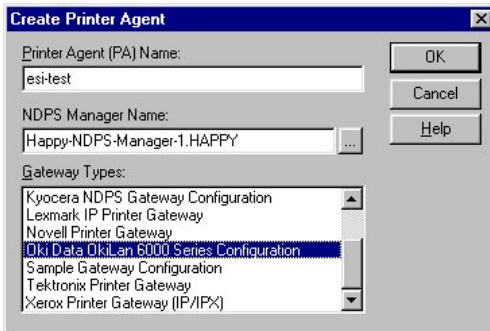 Create Printer Agent
Printer Agent (PA) Name:
OK
esi-test
Cancel
NDPS Manager Name:
Help
Happy-NDPS-Manager-1.HAPPY
...
Gateway Types:
Kyocera NDPS Gateway Configuration
Lexmark IP Printer Gateway
Novell Printer Gateway
Oki Data OkiLan 6000 Series Configuration
Sample Gateway Configuration
Tektronix Printer Gateway
Xerox Printer Gateway (IP/IPX)